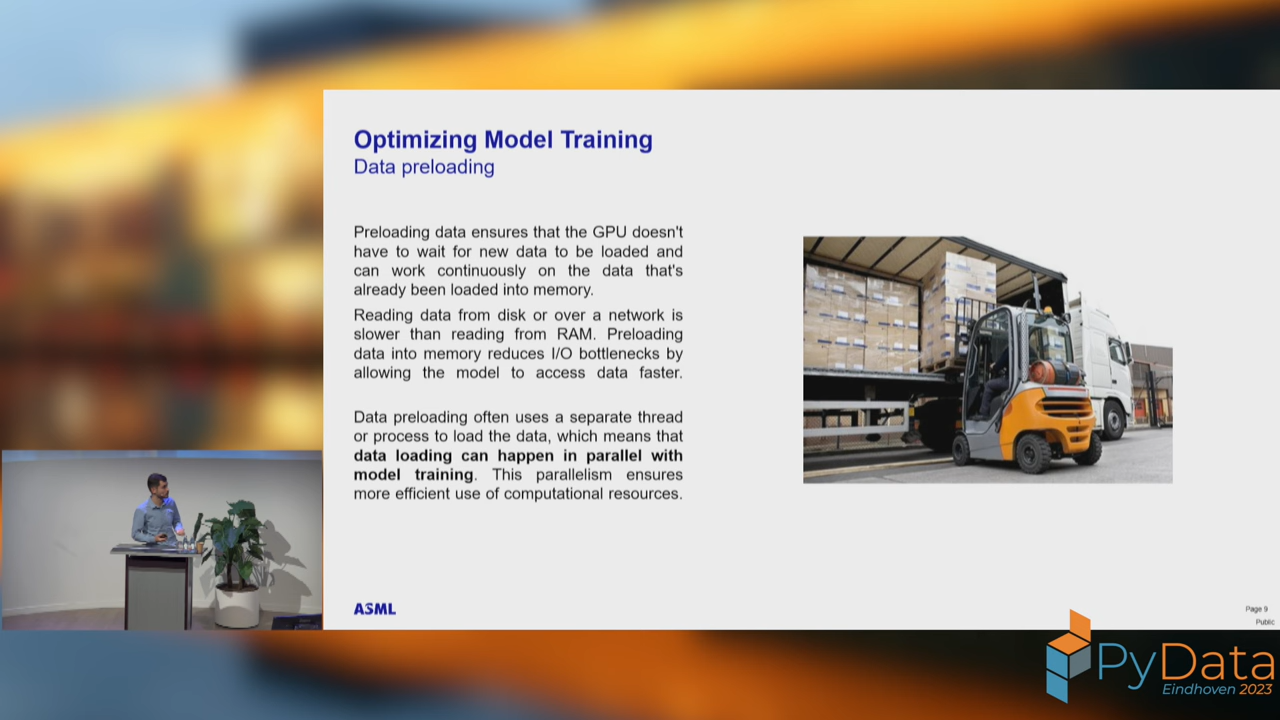 Optimizing Model Training
Data preloading
Preloading data ensures that the GPU doesn't
have to wait for new data to be loaded and
can work continuously on the data that's
already been loaded into memory.
Reading data from disk or over a network is
slower than reading from RAM. Preloading
data into memory reduces I/O bottlenecks by
allowing the model to access data faster.
Data preloading often uses a separate thread
or process to load the data, which means that
data loading can happen in parallel with
model training. This parallelism ensures
more efficient use of computational resources.
ASML
Page 9
Public
PyData
Eindhoven 2023